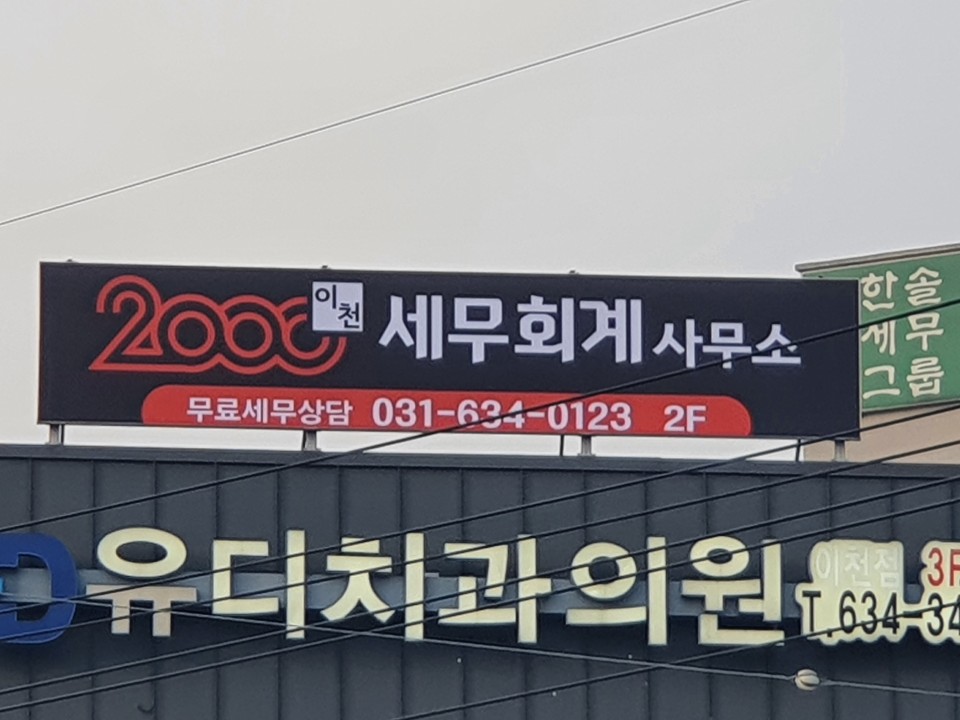 2000 이천 세무회계 사무소
무료세무상담 031-634-0123 2F
한솔
세무
그룹
유디치과의원 이천점 3F
T.634-34